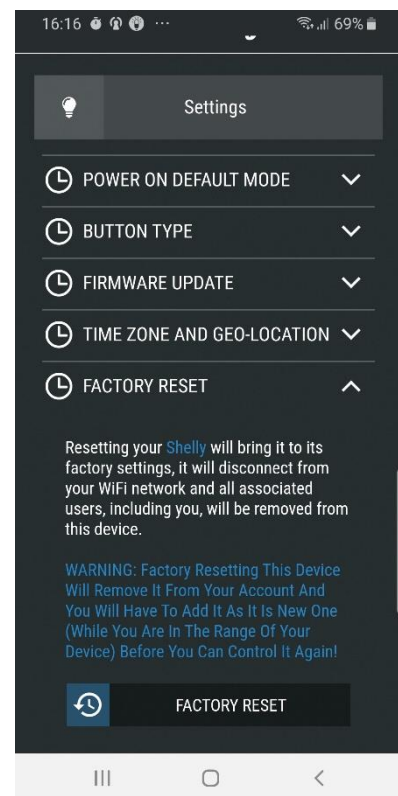 16:16 ... 69%
Settings
POWER ON DEFAULT MODE
BUTTON TYPE
FIRMWARE UPDATE
TIME ZONE AND GEO-LOCATION
FACTORY RESET
Resetting your Shelly will bring it to its
factory settings, it will disconnect from
your WiFi network and all associated
users, including you, will be removed from
this device.
WARNING: Factory Resetting This Device
Will Remove It From Your Account And
You Will Have To Add It As It Is New One
(While You Are In The Range Of Your
Device) Before You Can Control It Again!
FACTORY RESET